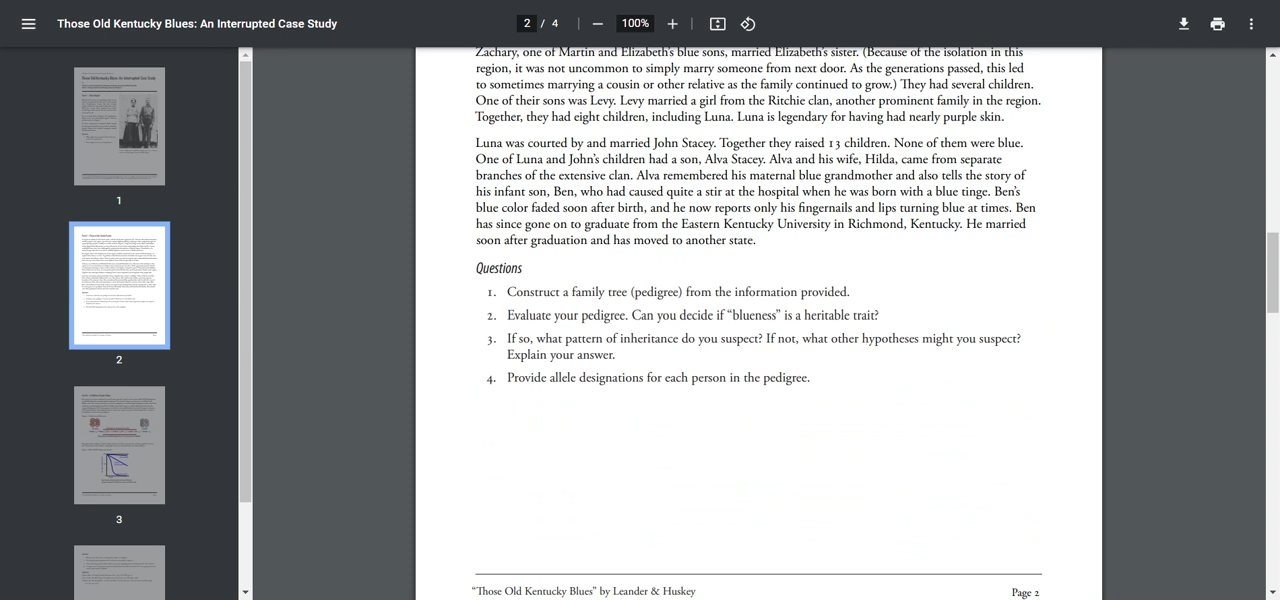 Those Old Kentucky Blues: An Interrupted Case Study
2 / 4
100%
1
2
3
Zachary, one of Martin and Elizabeth's blue sons, married Elizabeth's sister. (Because of the isolation in this
region, it was not uncommon to simply marry someone from next door. As the generations passed, this led
to sometimes marrying a cousin or other relative as the family continued to grow.) They had several children.
One of their sons was Levy. Levy married a girl from the Ritchie clan, another prominent family in the region.
Together, they had eight children, including Luna. Luna is legendary for having had nearly purple skin.
Luna was courted by and married John Stacey. Together they raised 13 children. None of them were blue.
One of Luna and John's children had a son, Alva Stacey. Alva and his wife, Hilda, came from separate
branches of the extensive clan. Alva remembered his maternal blue grandmother and also tells the story of
his infant son, Ben, who had caused quite a stir at the hospital when he was born with a blue tinge. Ben's
blue color faded soon after birth, and he now reports only his fingernails and lips turning blue at times. Ben
has since gone on to graduate from the Eastern Kentucky University in Richmond, Kentucky. He married
soon after graduation and has moved to another state.
Questions
1. Construct a family tree (pedigree) from the information provided.
2. Evaluate your pedigree. Can you decide if “blueness” is a heritable trait?
3. If so, what pattern of inheritance do you suspect? If not, what other hypotheses might you suspect?
Explain your answer.
4. Provide allele designations for each person in the pedigree.
“Those Old Kentucky Blues” by Leander & Huskey
Page 2